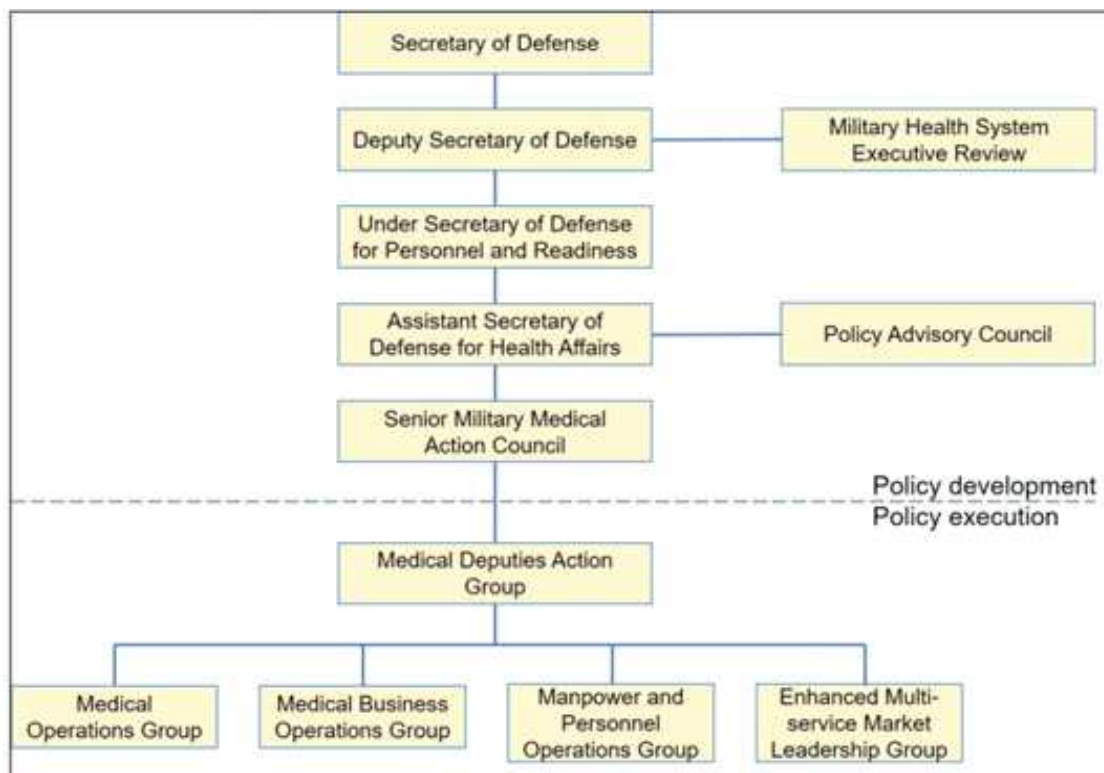 Secretary of Defense
Deputy Secretary of Defense
Military Health System
Executive Review
Under Secretary of Defense
for Personnel and Readiness
Assistant Secretary of
Defense for Health Affairs
Policy Advisory Council
Senior Military Medical
Action Council
Policy development
Policy execution
Medical Deputies Action
Group
Medical
Operations Group
Medical Business
Operations Group
Manpower and
Personnel
Operations Group
Enhanced Multi-
service Market
Leadership Group